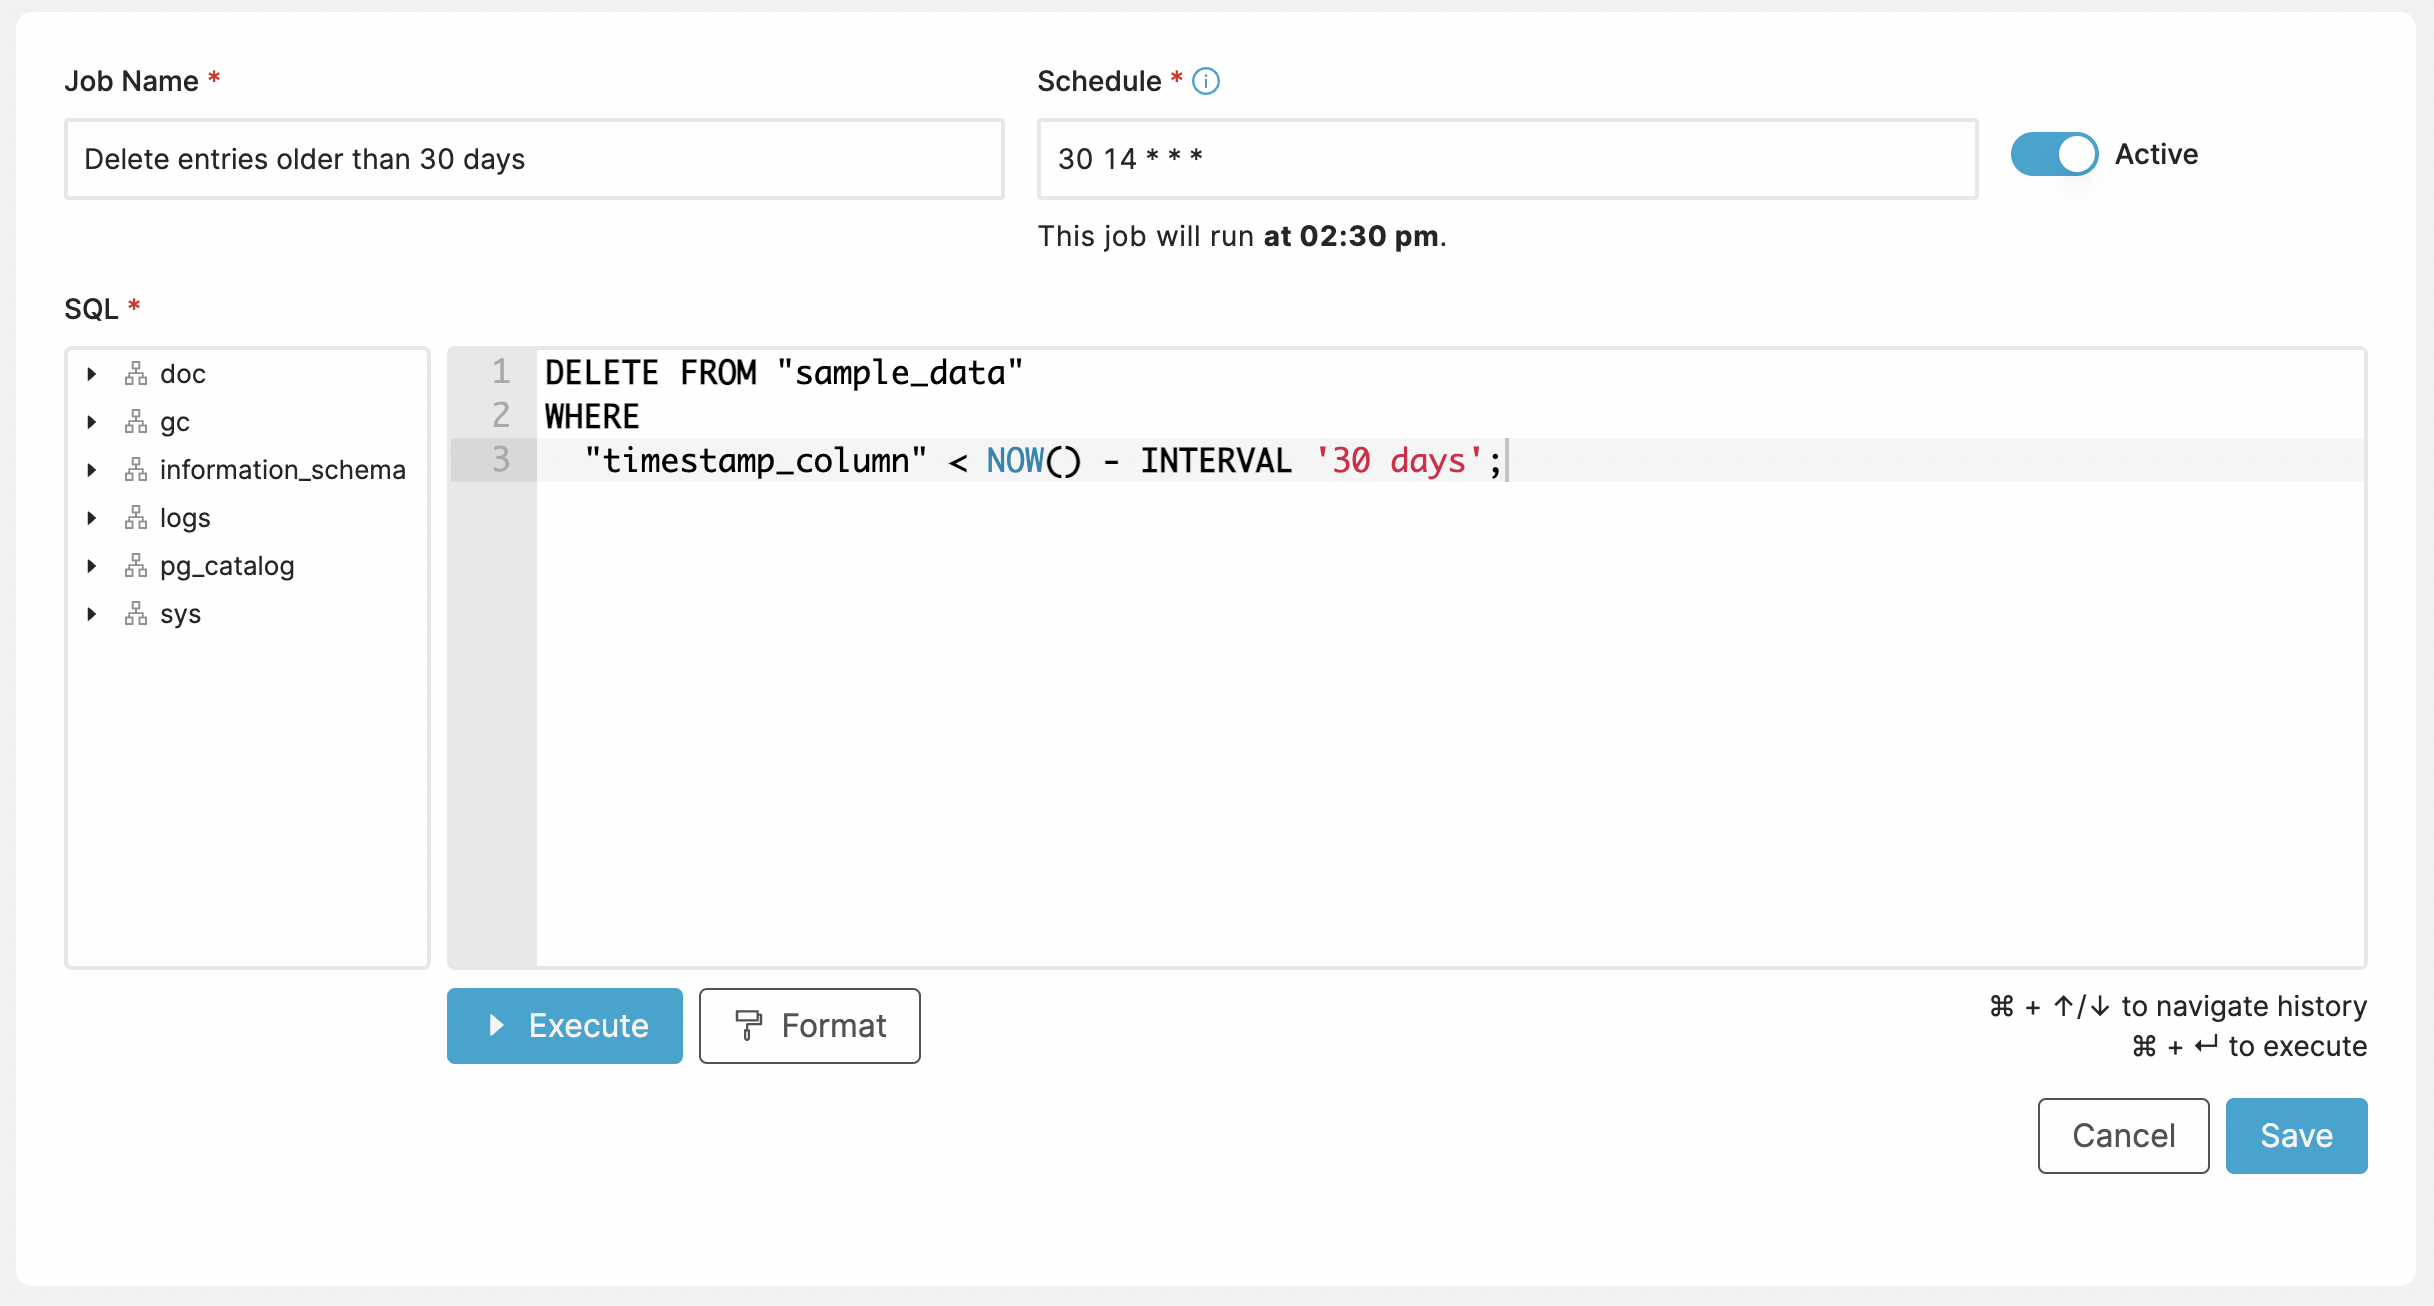 Job Name *
Schedule *
Delete entries older than 30 days
30 14 * * *
Active
This job will run at 02:30 pm.
SQL *
doc
gc
information_schema
logs
pg_catalog
sys
1 DELETE FROM "sample_data"
2 WHERE
3 "timestamp_column" < NOW() - INTERVAL '30 days';
Execute
Format
⌘ + ↑/↓ to navigate history
⌘ + ↵ to execute
Cancel
Save